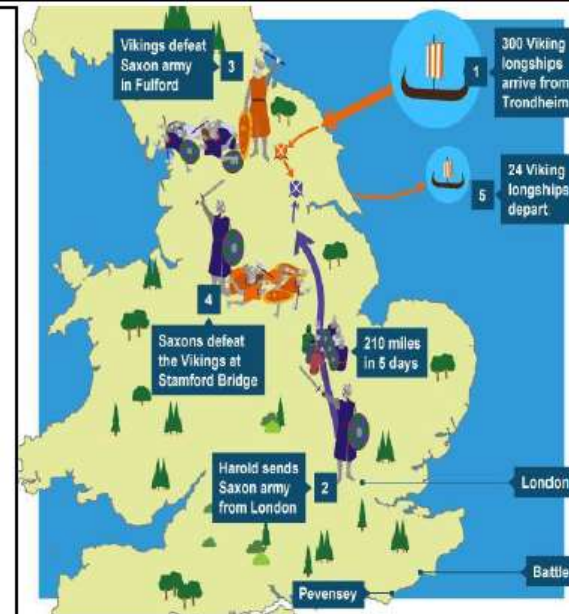 Vikings defeat
Saxon army
in Fulford
3
1
300 Viking
longships
arrive from
Trondheim
5
24 Viking
longships
depart
4
Saxons defeat
the Vikings at
Stamford Bridge
210 miles
in 5 days
Harold sends
Saxon army
from London
2
London
Battle
Pevensey